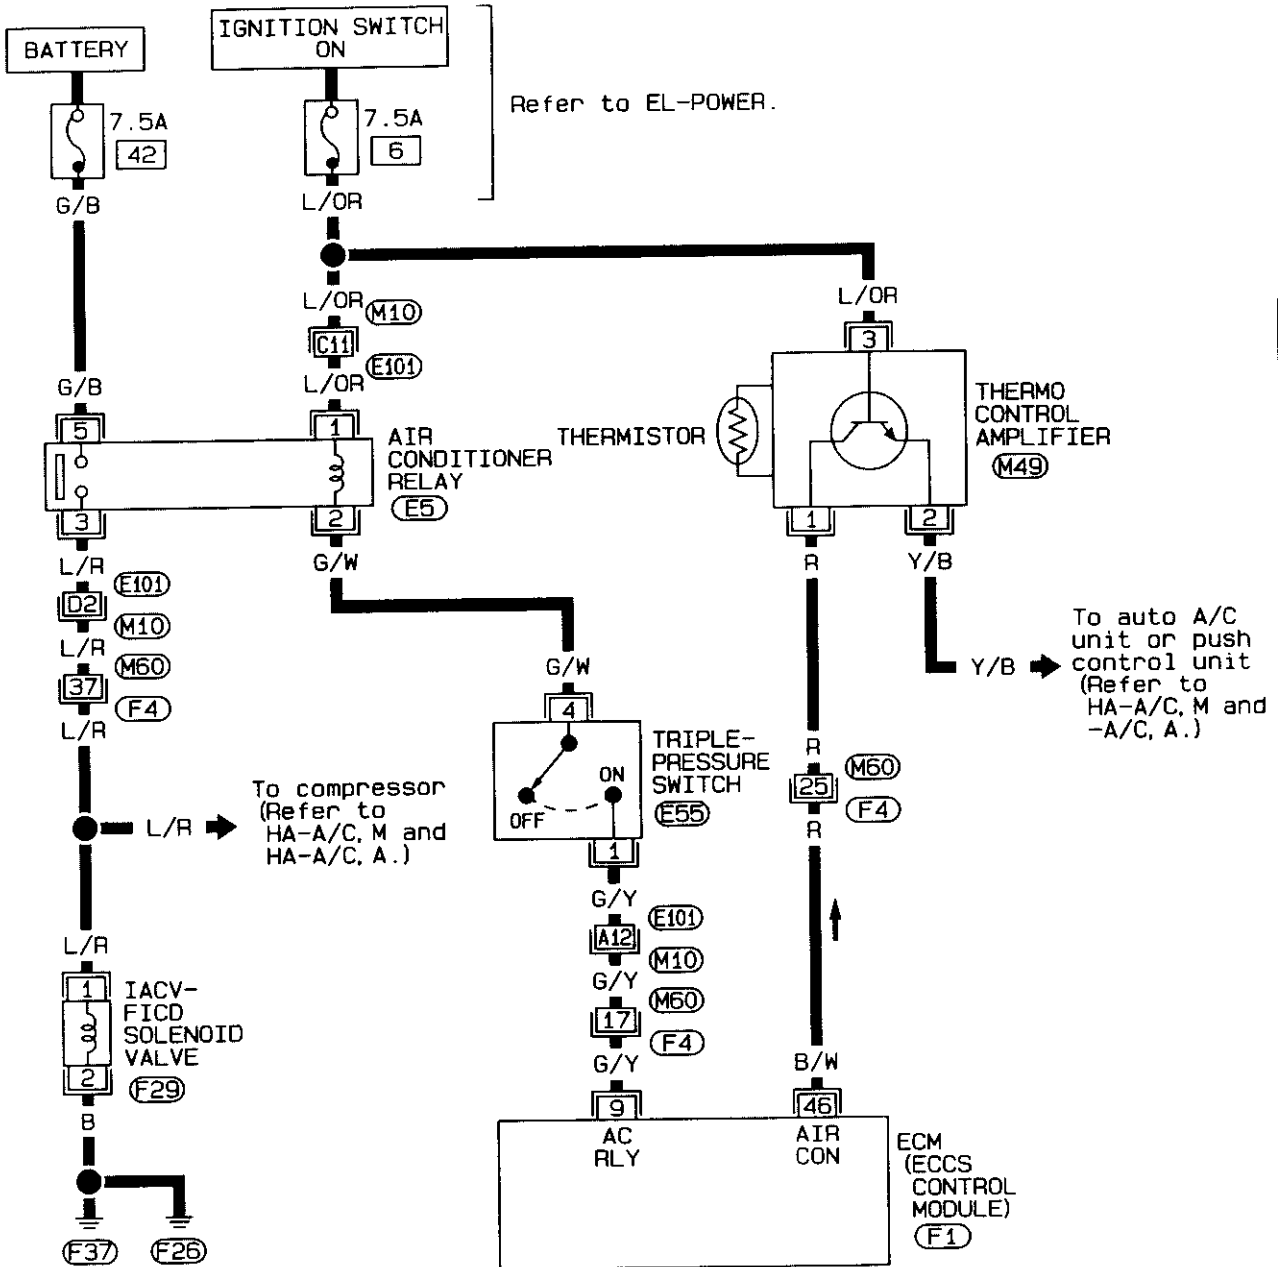 BATTERY
IGNITION SWITCH
ON
Refer to EL-POWER.
7.5A
42
7.5A
6
G/B
L/OR
L/OR
M10
C11
E101
L/OR
L/OR
3
G/B
5
1
AIR
CONDITIONER
RELAY
E5
3
2
THERMISTOR
THERMO
CONTROL
AMPLIFIER
M49
1
2
R
Y/B
L/R
E101
D2
M10
L/R
M60
37
F4
L/R
G/W
G/W
4
Y/B
To auto A/C
unit or push
control unit
(Refer to
HA-A/C, M and
-A/C, A.)
TRIPLE-
PRESSURE
SWITCH
E55
ON
OFF
1
R
M60
25
F4
R
L/R
To compressor
(Refer to
HA-A/C, M and
HA-A/C, A.)
G/Y
E101
A12
M10
G/Y
M60
17
F4
G/Y
B/W
L/R
1
IACV-
FICD
SOLENOID
VALVE
2
F29
B
F37
F26
9
46
AC
RLY
AIR
CON
ECM
(ECCS
CONTROL
MODULE)
F1